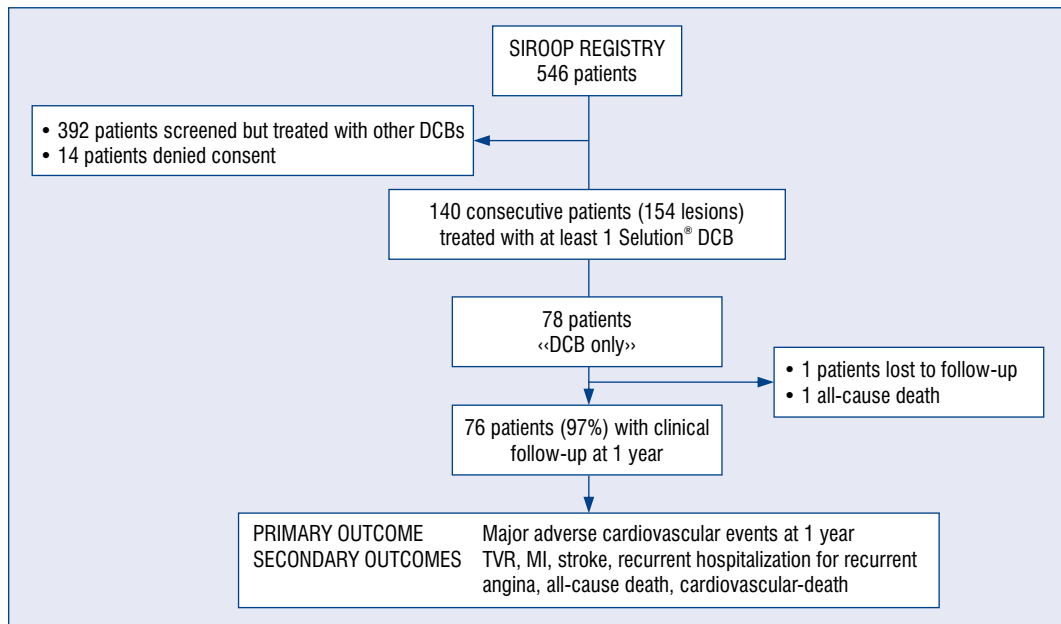 SIROOP REGISTRY
546 patients
• 392 patients screened but treated with other DCBs
• 14 patients denied consent
140 consecutive patients (154 lesions)
treated with at least 1 Selution® DCB
78 patients
‹‹DCB only››
• 1 patients lost to follow-up
• 1 all-cause death
76 patients (97%) with clinical
follow-up at 1 year
PRIMARY OUTCOME Major adverse cardiovascular events at 1 year
SECONDARY OUTCOMES TVR, MI, stroke, recurrent hospitalization for recurrent
angina, all-cause death, cardiovascular-death